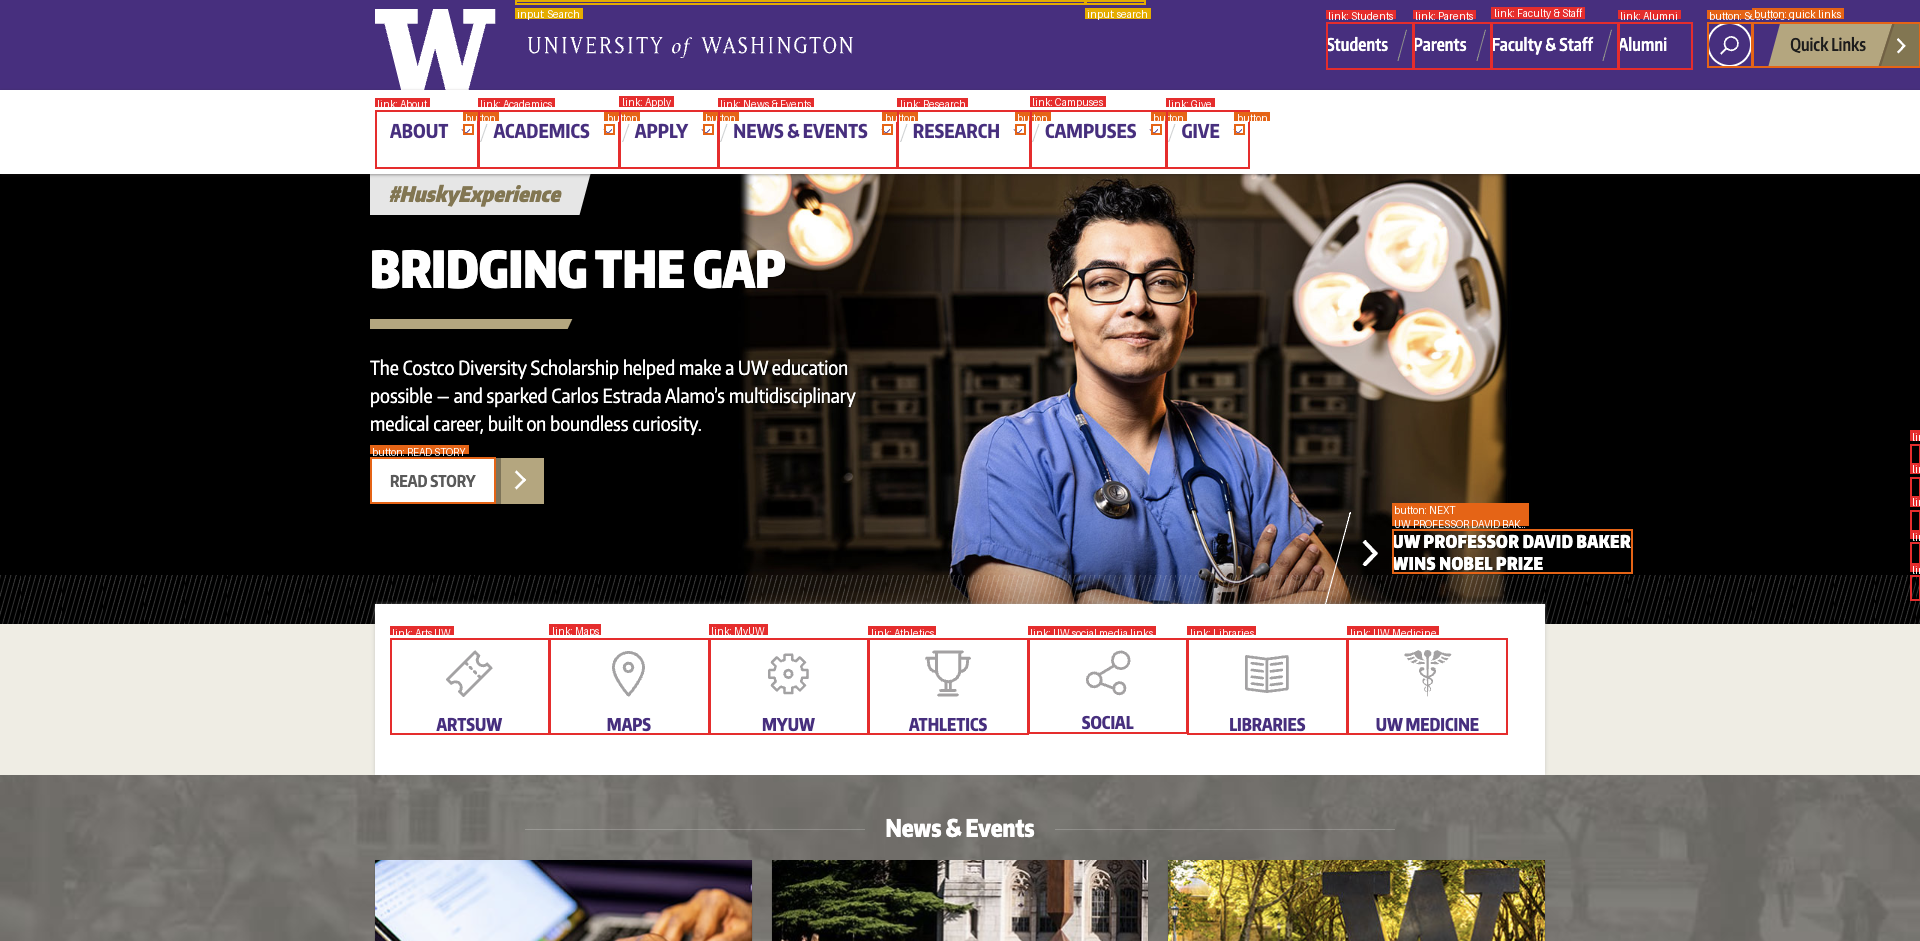 input Search
input search
link: Students
link: Parents
link: Faculty & Staff
link: Alumni
button: quick links
W
UNIVERSITY of WASHINGTON
Students
Parents
Faculty & Staff
Alumni
Quick Links
link: About
link: Academics
link: Apply
link: News & Events
link: Research
link: Campuses
link: Give
button
button
button
button
button
button
button
ABOUT
ACADEMICS
APPLY
NEWS & EVENTS
RESEARCH
CAMPUSES
GIVE
#HuskyExperience
BRIDGING THE GAP
The Costco Diversity Scholarship helped make a UW education
possible — and sparked Carlos Estrada Alamo's multidisciplinary
medical career, built on boundless curiosity.
button: READ STORY
READ STORY
button: NEXT
UW PROFESSOR DAVID BAK...
UW PROFESSOR DAVID BAKER
WINS NOBEL PRIZE
link: ArtsUW
link: Maps
link: MyUW
link: Athletics
link: UW social media links
link: Libraries
link: UW Medicine
ARTSUW
MAPS
MYUW
ATHLETICS
SOCIAL
LIBRARIES
UW MEDICINE
News & Events
W